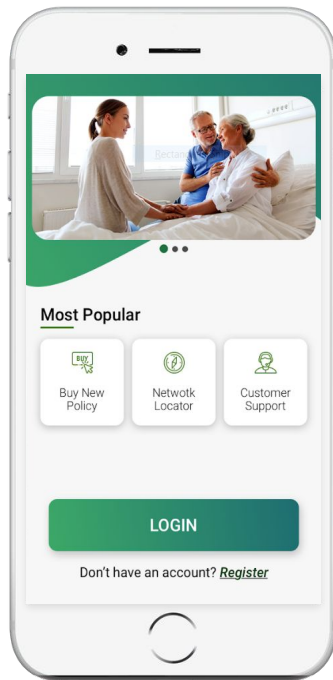 Most Popular
BUY
Buy New
Policy
Netwotk
Locator
Customer
Support
LOGIN
Don't have an account? Register